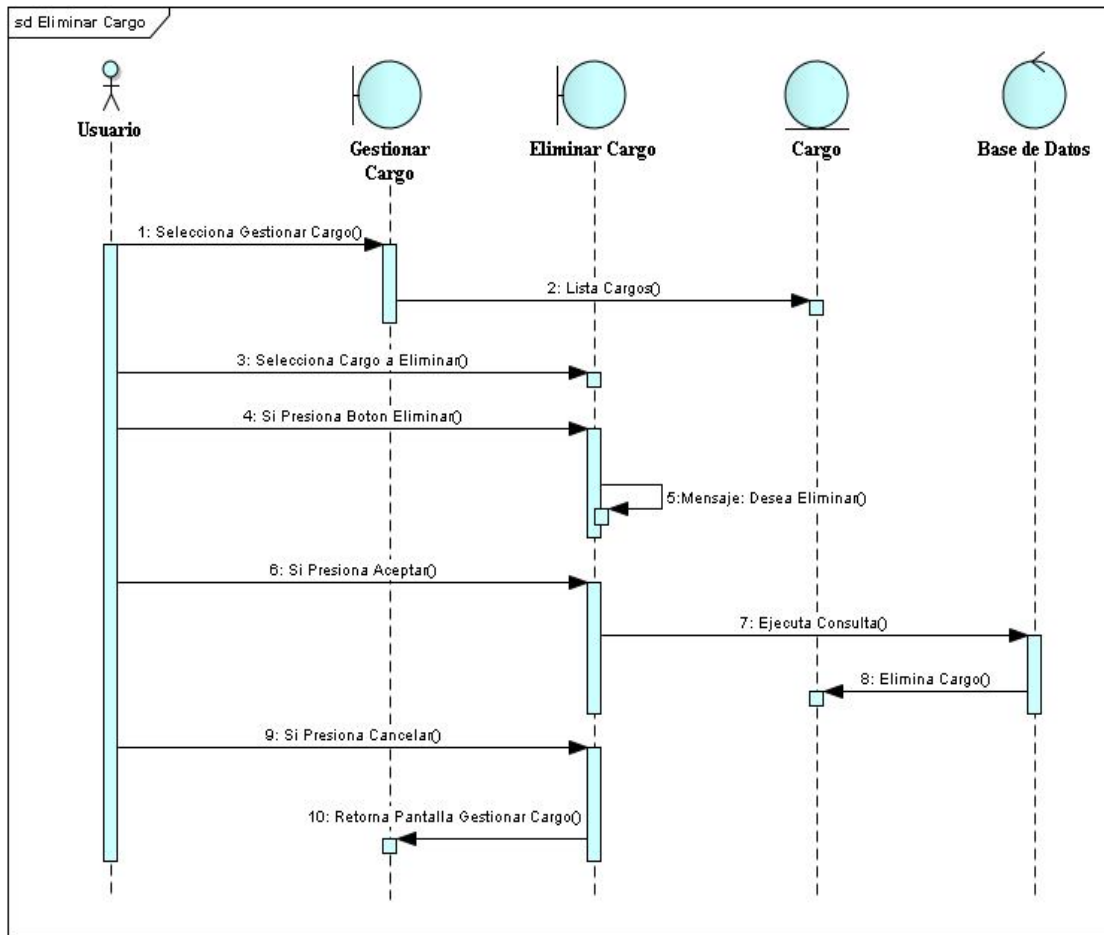 sd Eliminar Cargo
Usuario
Gestionar
Cargo
Eliminar Cargo
Cargo
Base de Datos
1: Selecciona Gestionar Cargo()
2: Lista Cargos()
3: Selecciona Cargo a Eliminar()
4: Si Presiona Boton Eliminar()
5:Mensaje: Desea Eliminar()
6: Si Presiona Aceptar()
7: Ejecuta Consulta()
8: Elimina Cargo()
9: Si Presiona Cancelar()
10: Retorna Pantalla Gestionar Cargo()